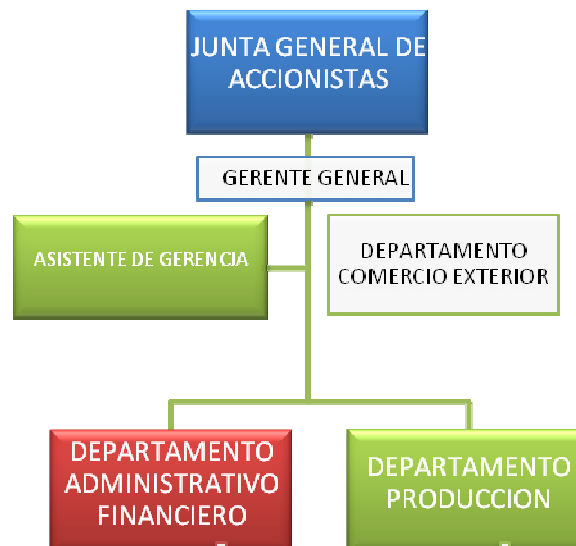 JUNTA GENERAL DE
ACCIONISTAS
GERENTE GENERAL
ASISTENTE DE GERENCIA
DEPARTAMENTO
COMERCIO EXTERIOR
DEPARTAMENTO
ADMINISTRATIVO
FINANCIERO
DEPARTAMENTO
PRODUCCION